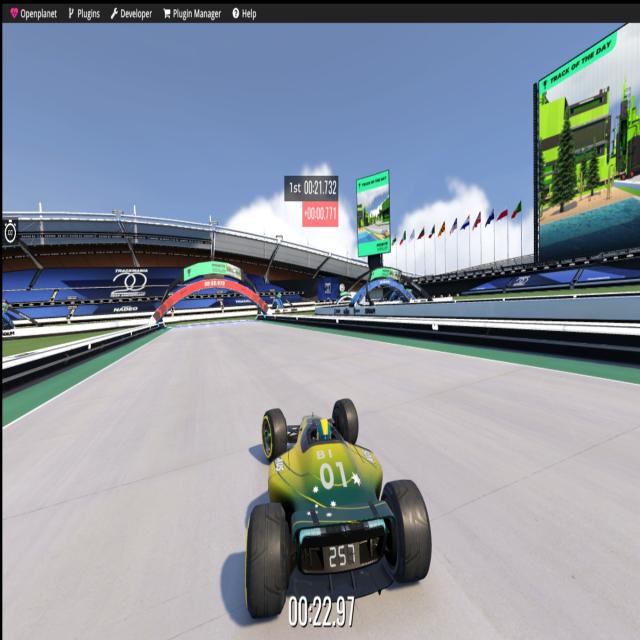 Openplanet Plugins Developer Plugin Manager Help
TRACK OF THE DAY
1st 00:21.732
+00:00.771
TRACK OF THE DAY
TRACKMANIA
NADEO
BI
01
257
00:22.97